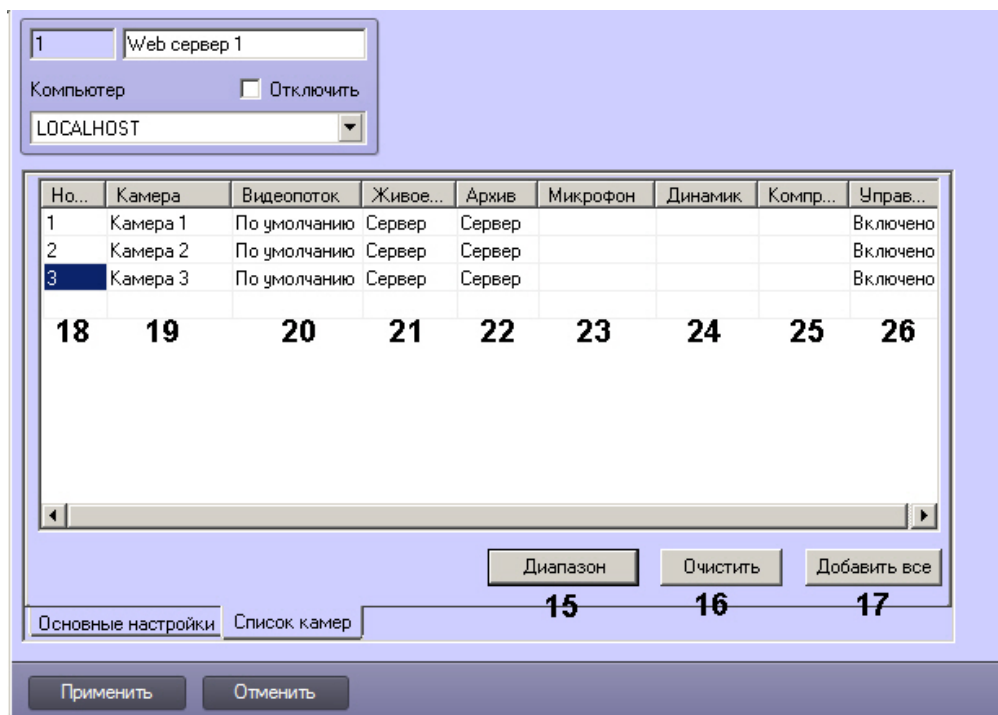 1 Web сервер 1
Компьютер Отключить
LOCALHOST
Но... Камера Видеопоток Живое... Архив Микрофон Динамик Компр... Управ...
1 Камера 1 По умолчанию Сервер Сервер Включено
2 Камера 2 По умолчанию Сервер Сервер Включено
3 Камера 3 По умолчанию Сервер Сервер Включено
18 19 20 21 22 23 24 25 26
Диапазон Очистить Добавить все
15 16 17
Основные настройки Список камер
Применить Отменить